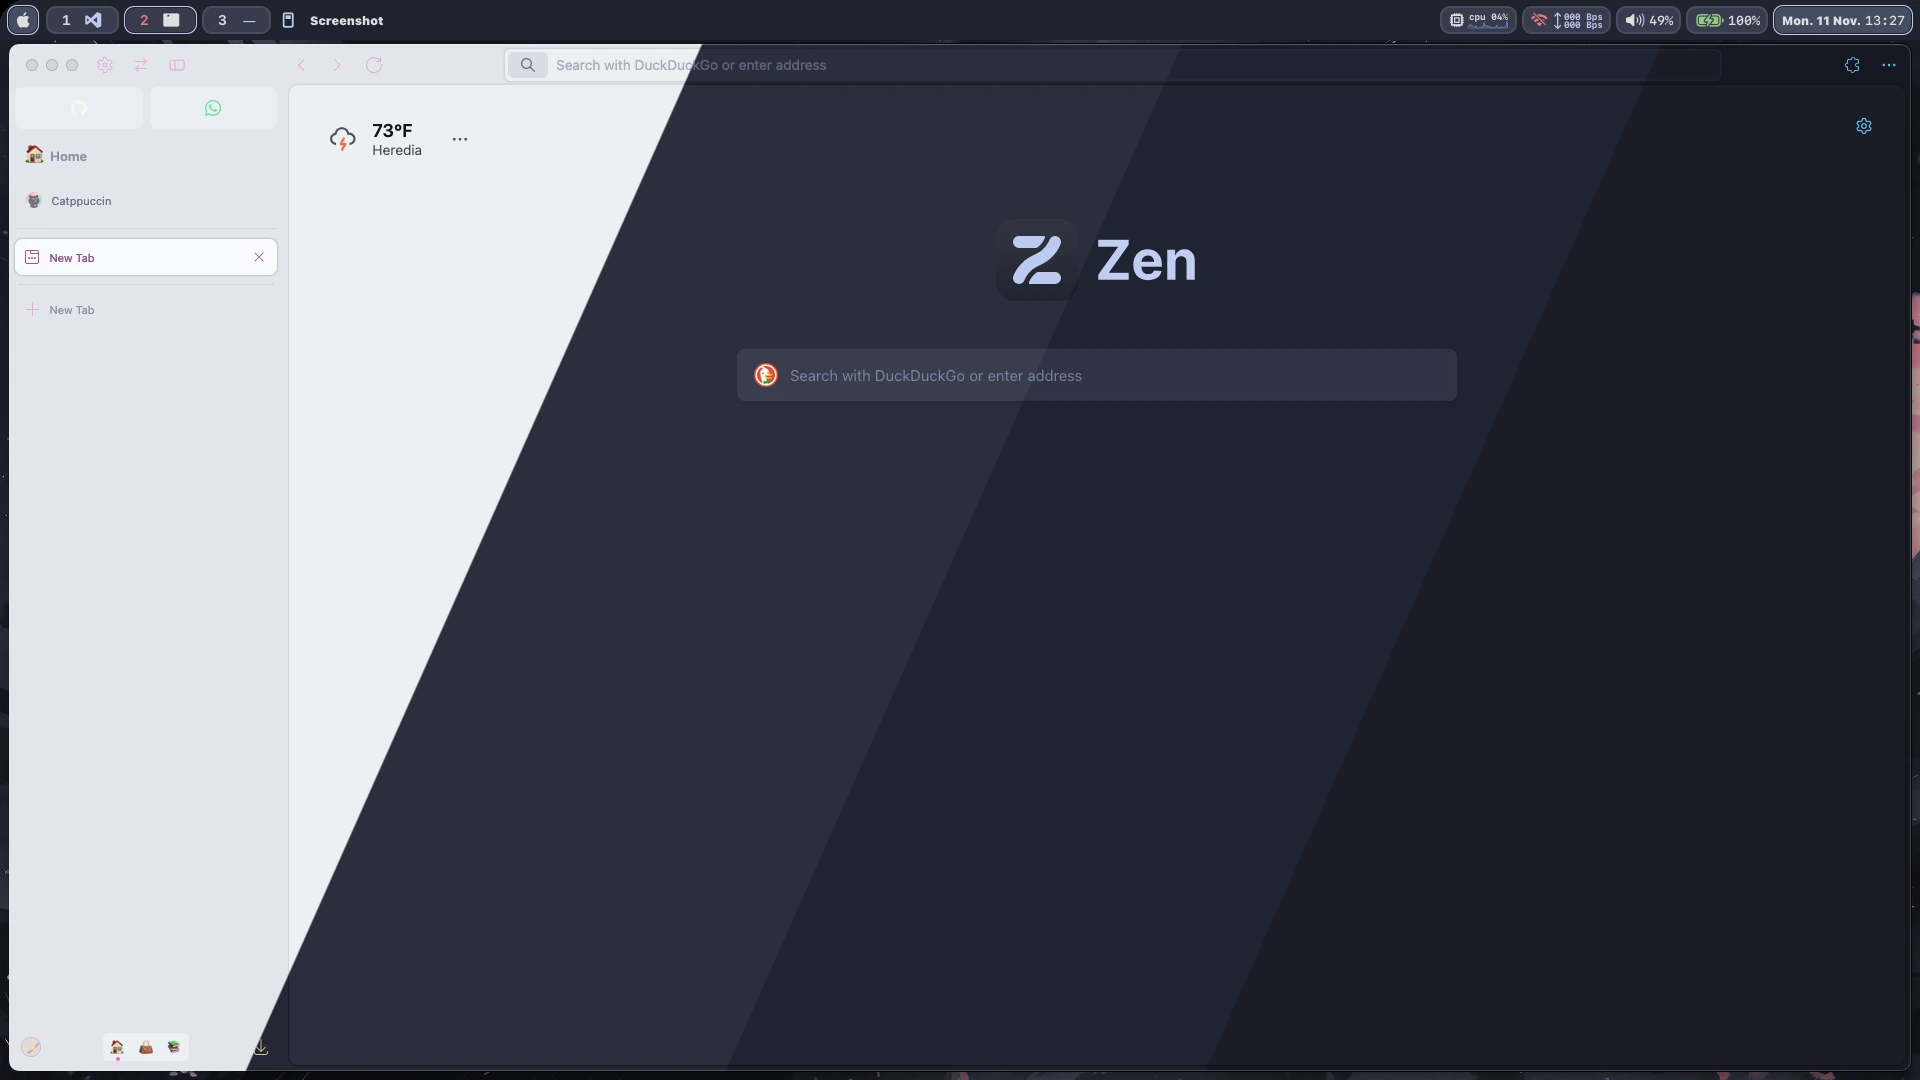 1
2
3
Screenshot
cpu 04%
000 Bps
000 Bps
49%
100%
Mon. 11 Nov. 13:27
Search with DuckDuckGo or enter address
73°F
Heredia
Home
Catppuccin
New Tab
New Tab
Zen
Search with DuckDuckGo or enter address